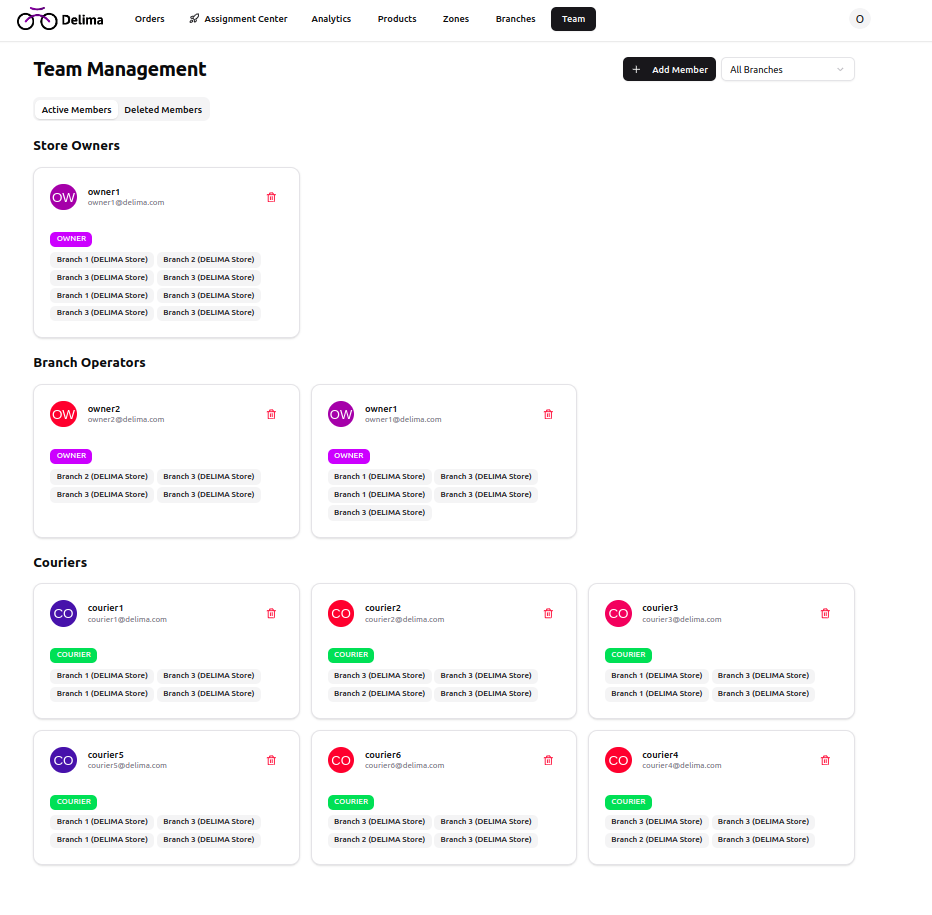 Delima Orders Assignment Center Analytics Products Zones Branches Team O
Team Management + Add Member All Branches
Active Members Deleted Members
Store Owners
OW owner1
owner1@delima.com
OWNER
Branch 1 (DELIMA Store) Branch 2 (DELIMA Store)
Branch 3 (DELIMA Store) Branch 3 (DELIMA Store)
Branch 1 (DELIMA Store) Branch 3 (DELIMA Store)
Branch 3 (DELIMA Store) Branch 3 (DELIMA Store)
Branch Operators
OW owner2
owner2@delima.com
OWNER
Branch 2 (DELIMA Store) Branch 3 (DELIMA Store)
Branch 3 (DELIMA Store) Branch 3 (DELIMA Store)
OW owner1
owner1@delima.com
OWNER
Branch 1 (DELIMA Store) Branch 3 (DELIMA Store)
Branch 1 (DELIMA Store) Branch 3 (DELIMA Store)
Branch 3 (DELIMA Store)
Couriers
CO courier1
courier1@delima.com
COURIER
Branch 1 (DELIMA Store) Branch 3 (DELIMA Store)
Branch 1 (DELIMA Store) Branch 3 (DELIMA Store)
CO courier2
courier2@delima.com
COURIER
Branch 3 (DELIMA Store) Branch 3 (DELIMA Store)
Branch 2 (DELIMA Store) Branch 3 (DELIMA Store)
CO courier3
courier3@delima.com
COURIER
Branch 1 (DELIMA Store) Branch 3 (DELIMA Store)
Branch 1 (DELIMA Store) Branch 3 (DELIMA Store)
CO courier5
courier5@delima.com
COURIER
Branch 1 (DELIMA Store) Branch 3 (DELIMA Store)
Branch 1 (DELIMA Store) Branch 3 (DELIMA Store)
CO courier6
courier6@delima.com
COURIER
Branch 3 (DELIMA Store) Branch 3 (DELIMA Store)
Branch 2 (DELIMA Store) Branch 3 (DELIMA Store)
CO courier4
courier4@delima.com
COURIER
Branch 3 (DELIMA Store) Branch 3 (DELIMA Store)
Branch 2 (DELIMA Store) Branch 3 (DELIMA Store)